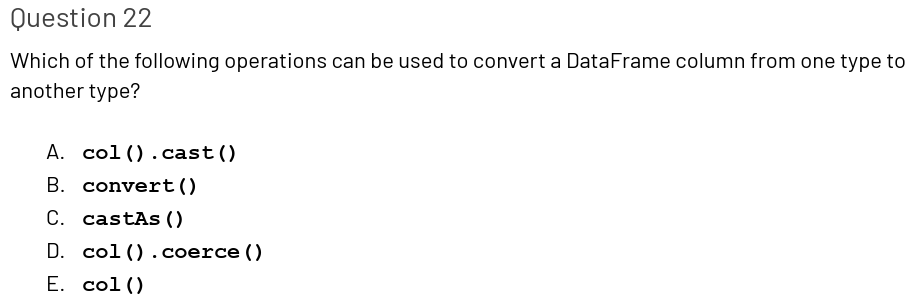 Question 22
Which of the following operations can be used to convert a DataFrame column from one type to
another type?
A. col().cast()
B. convert()
C. castAs()
D. col().coerce()
E. col()